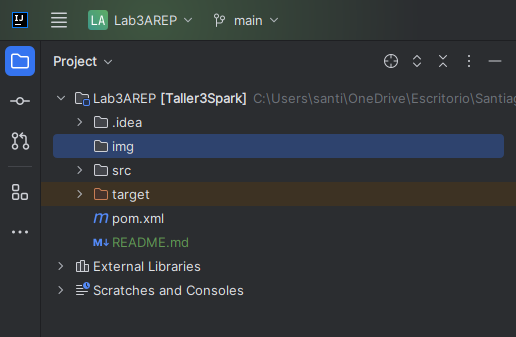 IJ
LA Lab3AREP main
Project
Lab3AREP [Taller3Spark] C:\Users\santi\OneDrive\Escritorio\Santiag
.idea
img
src
target
m pom.xml
M↓ README.md
External Libraries
Scratches and Consoles